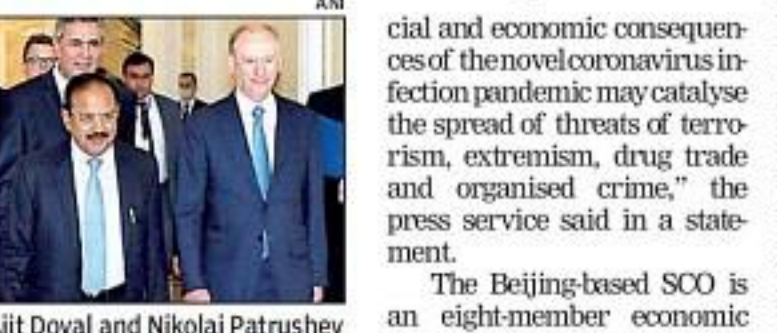 ANI
Ajit Doval and Nikolai Patrushev
cial and economic consequen-
ces of the novel coronavirus in-
fection pandemic may catalyse
the spread of threats of terro-
rism, extremism, drug trade
and organised crime,” the
press service said in a state-
ment.
The Beijing-based SCO is
an eight-member economic